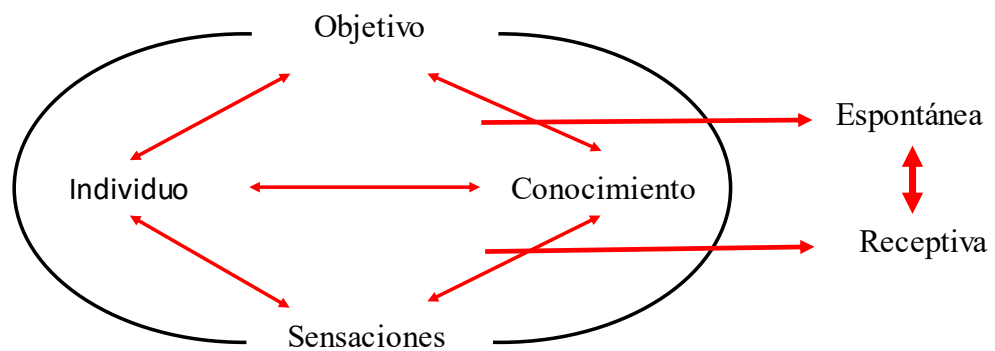 Objetivo
Espontánea
Individuo
Conocimiento
Receptiva
Sensaciones